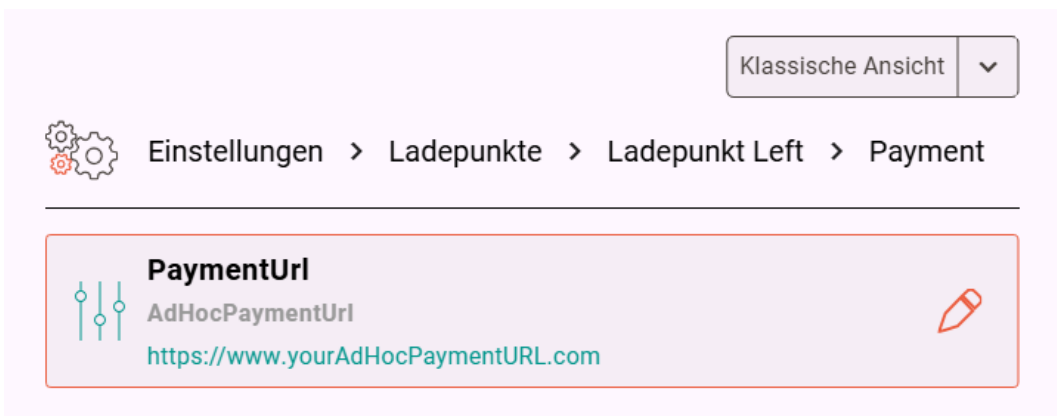 Klassische Ansicht
Einstellungen > Ladepunkte > Ladepunkt Left > Payment
PaymentUrl
AdHocPaymentUrl
https://www.yourAdHocPaymentURL.com